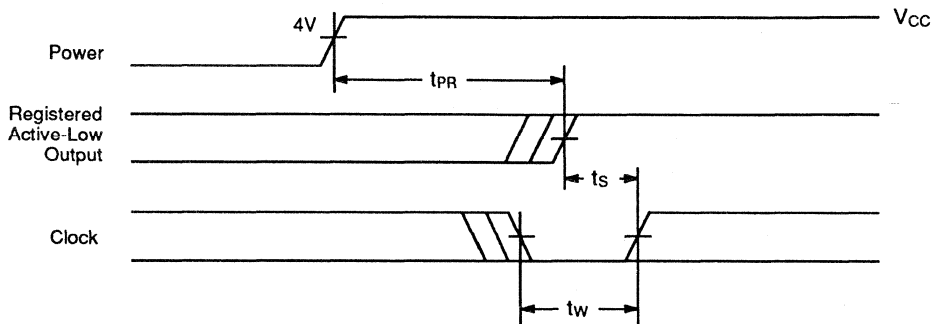 4V
VCC
Power
tPR
Registered
Active-Low
Output
tS
Clock
tW